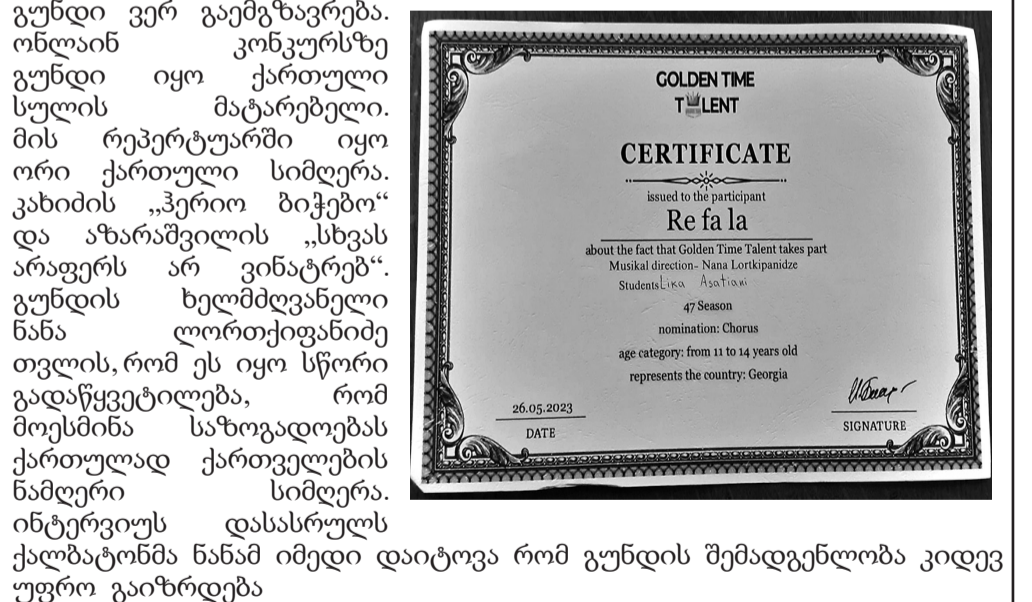 გუნდი ვერ გაემგზავრება.
ონლაინ კონკურსზე
გუნდი იყო ქართული
სულის მატარებელი.
მის რეპერტუარში იყო
ორი ქართული სიმღერა.
კახიძის „ჰერიო ბიჭებო“
და აზარაშვილის „სხვას
არაფერს არ ვინატრებ“.
გუნდის ხელმძღვანელი
ნანა ლორთქიფანიძე
თვლის, რომ ეს იყო სწორი
გადაწყვეტილება, რომ
მოესმინა საზოგადოებას
ქართულად ქართველების
ნამღერი სიმღერა.
ინტერვიუს დასასრულს
ქალბატონმა ნანამ იმედი დაიტოვა რომ გუნდის შემადგენლობა კიდევ
უფრო გაიზრდება
GOLDEN TIME
TALENT
CERTIFICATE
issued to the participant
Re fa la
about the fact that Golden Time Talent takes part
Musikal direction- Nana Lortkipanidze
Students Lika Asatiani
47 Season
nomination: Chorus
age category: from 11 to 14 years old
represents the country: Georgia
26.05.2023
DATE
SIGNATURE